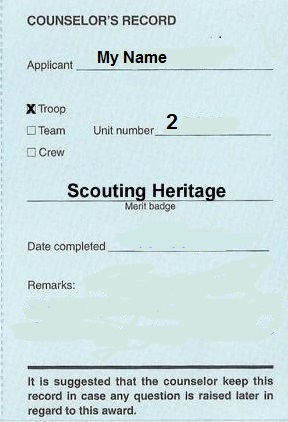 COUNSELOR'S RECORD
Applicant My Name
X Troop
Team Unit number 2
Crew
Scouting Heritage
Merit badge
Date completed
Remarks:
It is suggested that the counselor keep this
record in case any question is raised later in
regard to this award.